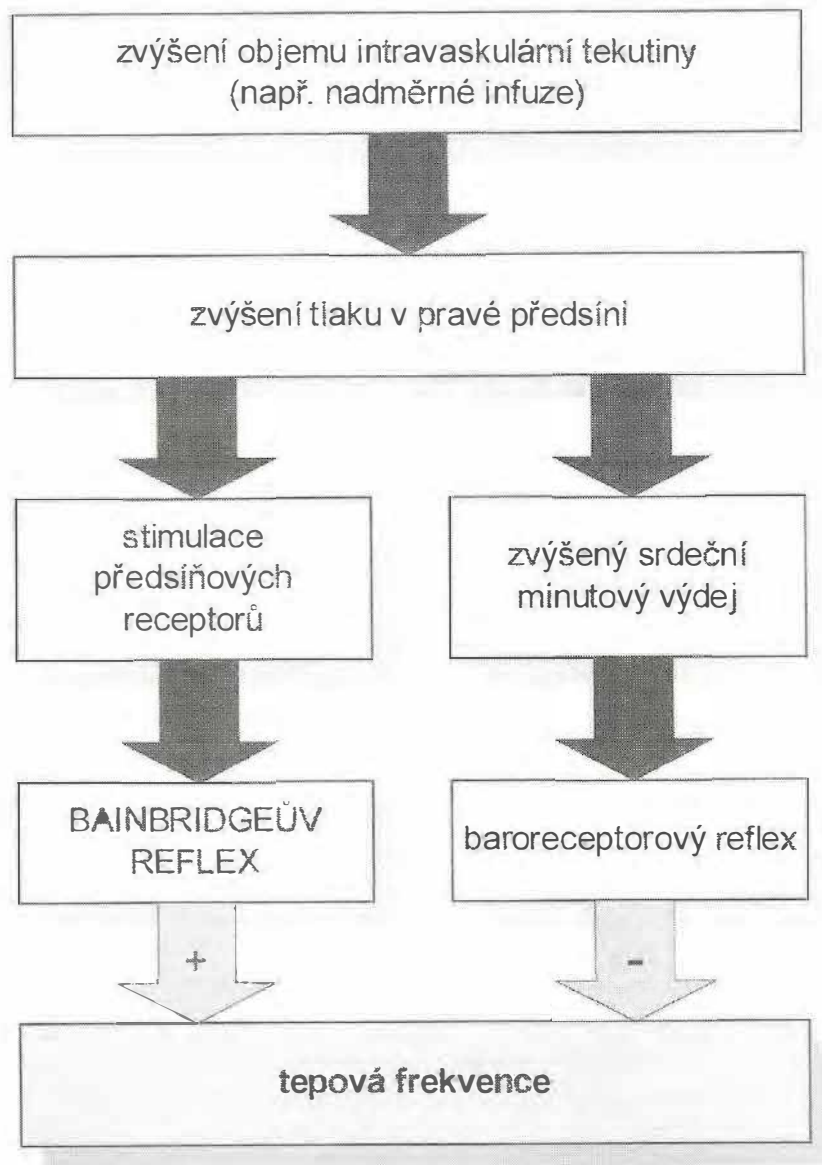 zvýšení objemu intravaskulární tekutiny
(např. nadměrné infuze)
zvýšení tlaku v pravé předsíni
stimulace
předsíňových
receptorů
zvýšený srdeční
minutový výdej
BAINBRIDGEŮV
REFLEX
baroreceptorový reflex
+
-
tepová frekvence